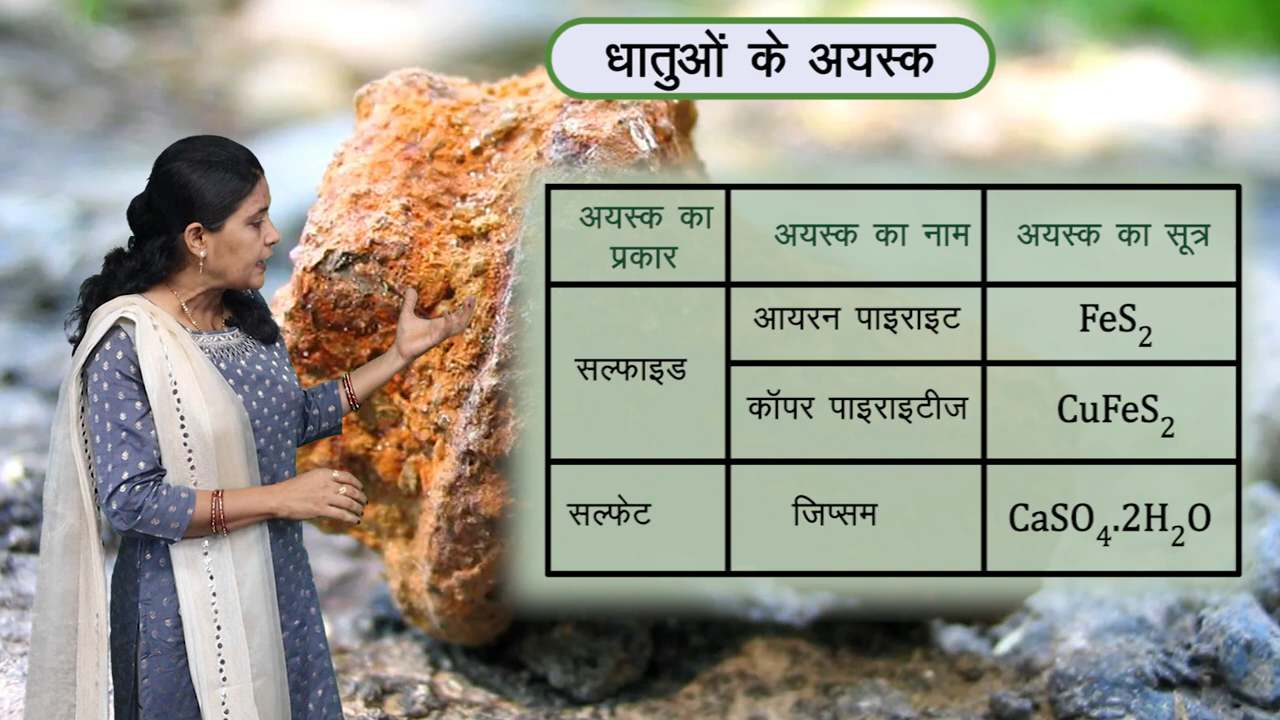 धातुओं के अयस्क
अयस्क का प्रकार
अयस्क का नाम
अयस्क का सूत्र
सल्फाइड
आयरन पाइराइट
FeS₂
कॉपर पाइराइटीज
CuFeS₂
सल्फेट
जिप्सम
CaSO₄.2H₂O